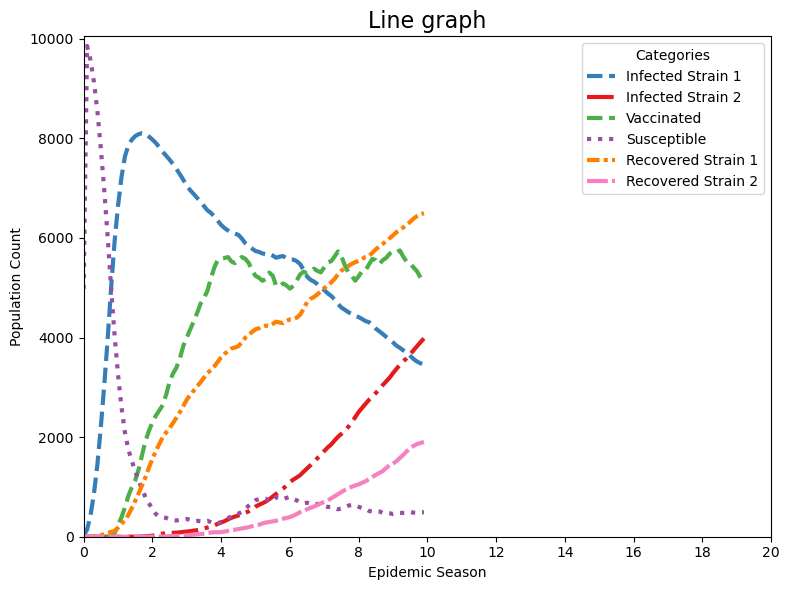 Line graph
Categories
Infected Strain 1
Infected Strain 2
Vaccinated
Susceptible
Recovered Strain 1
Recovered Strain 2
Population Count
10000
8000
6000
4000
2000
0
0 2 4 6 8 10 12 14 16 18 20
Epidemic Season